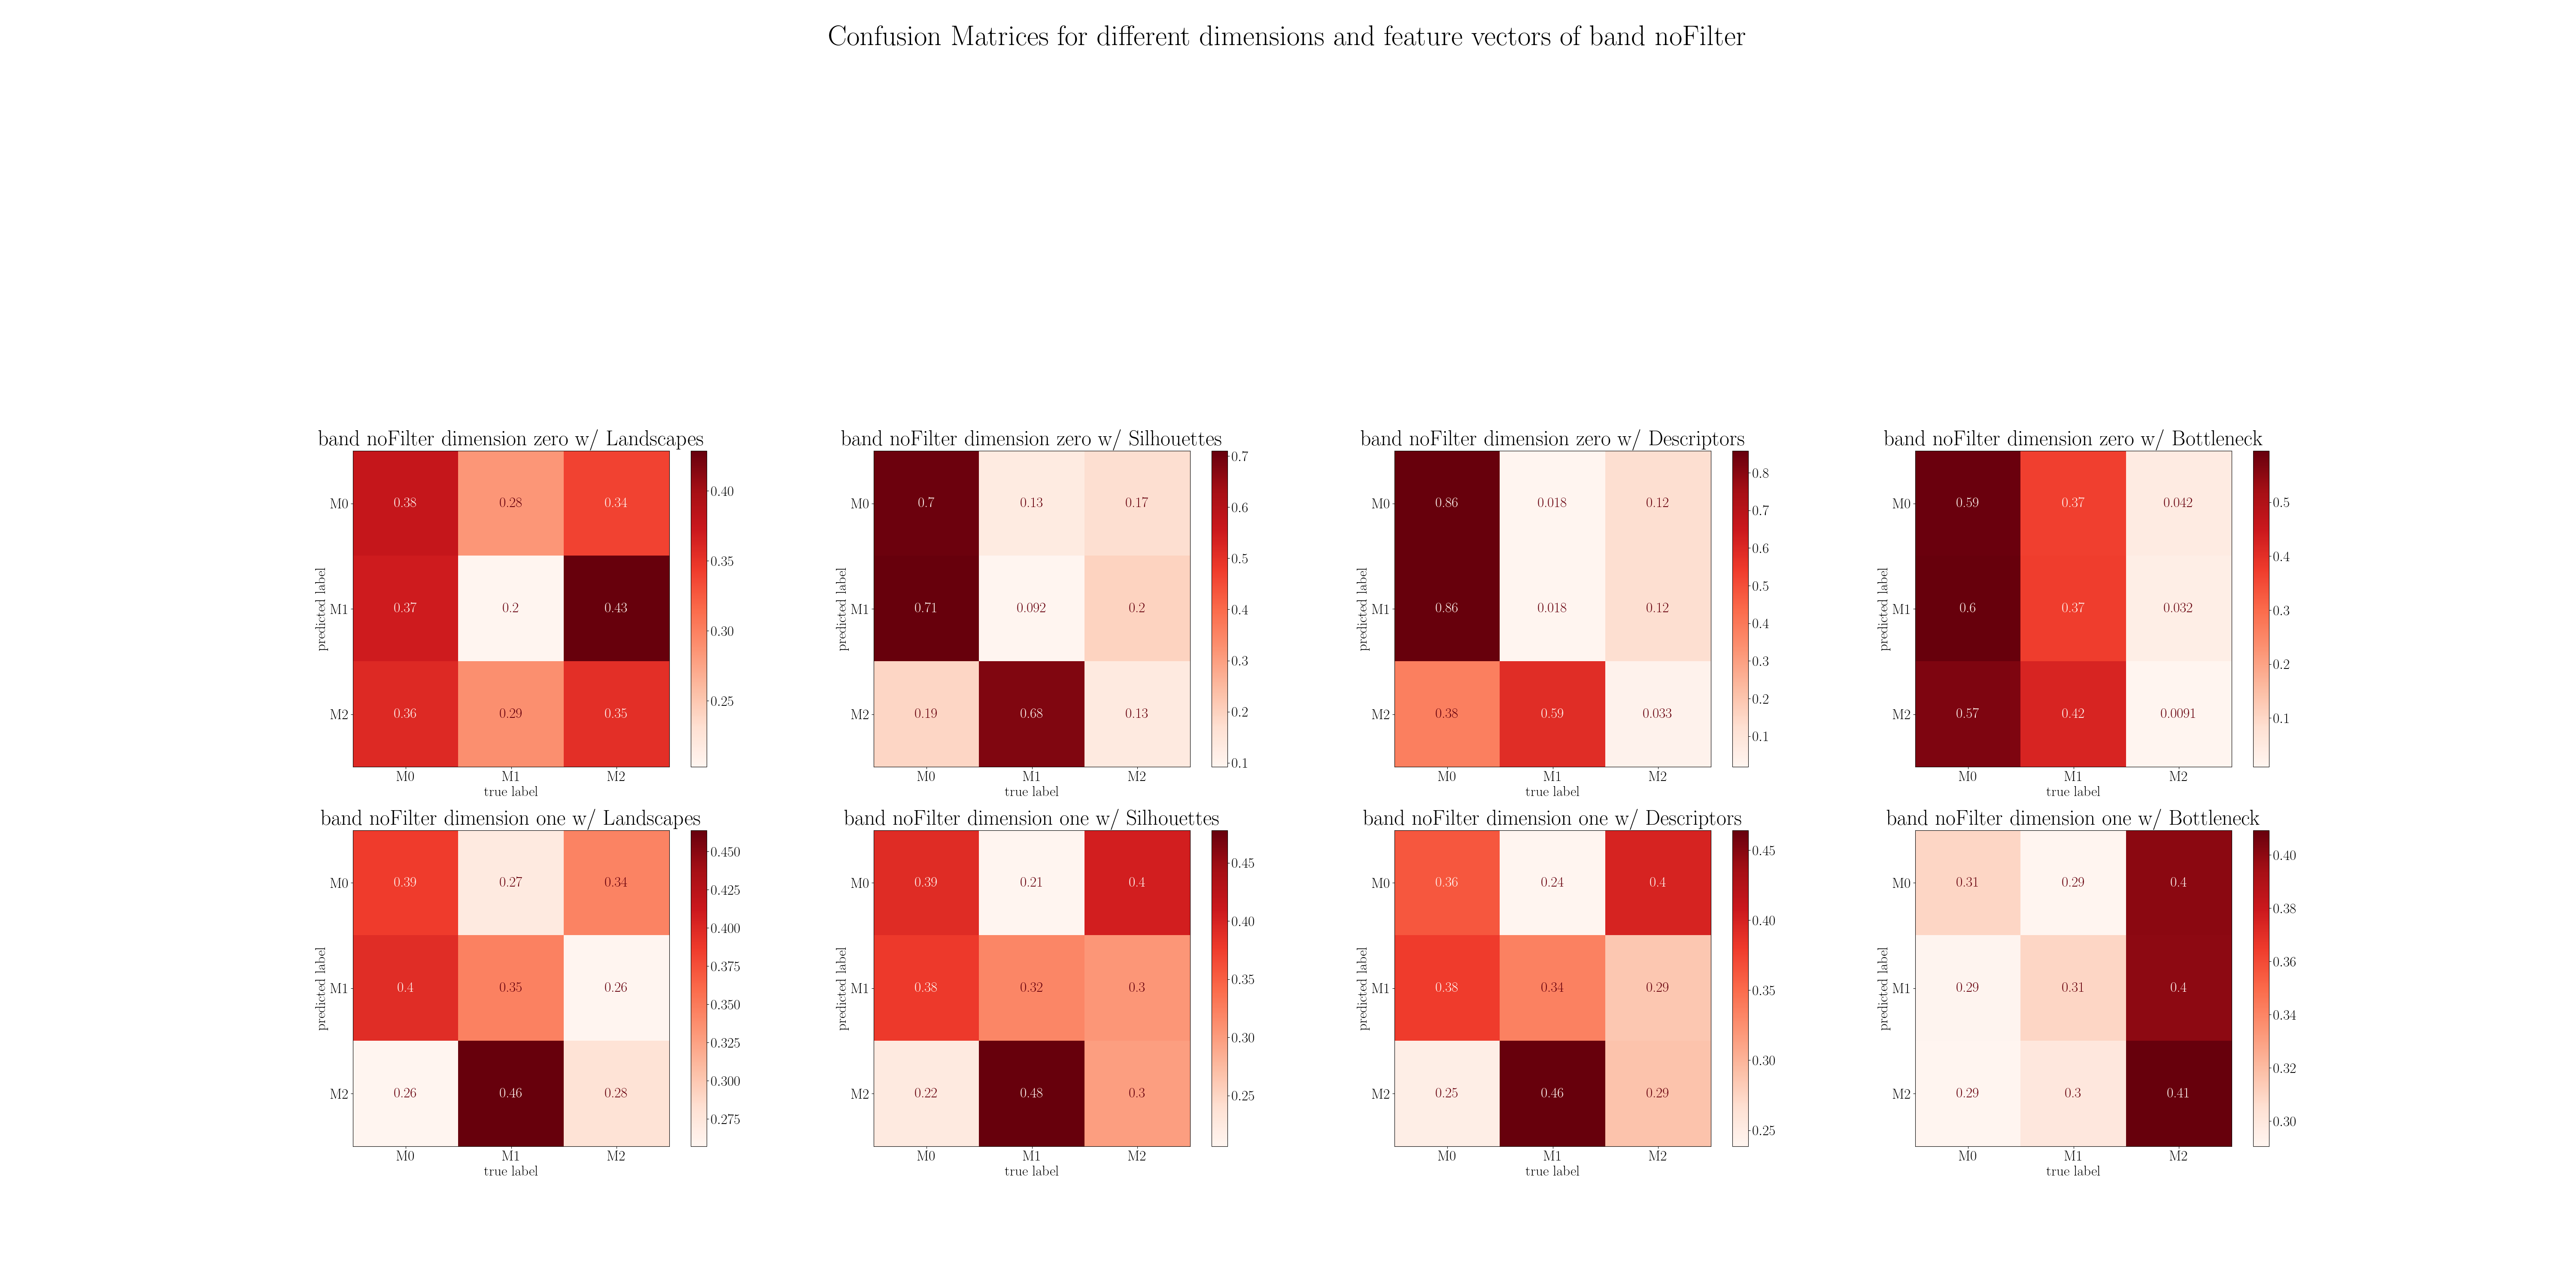 Confusion Matrices for different dimensions and feature vectors of band noFilter
band noFilter dimension zero w/ Landscapes
0.38 0.28 0.34
0.37 0.2 0.43
0.36 0.29 0.35
M0
M1
M2
predicted label
M0 M1 M2
true label
0.40
0.35
0.30
0.25
band noFilter dimension zero w/ Silhouettes
0.7 0.13 0.17
0.71 0.092 0.2
0.19 0.68 0.13
M0
M1
M2
predicted label
M0 M1 M2
true label
0.7
0.6
0.5
0.4
0.3
0.2
0.1
band noFilter dimension zero w/ Descriptors
0.86 0.018 0.12
0.86 0.018 0.12
0.38 0.59 0.033
M0
M1
M2
predicted label
M0 M1 M2
true label
0.8
0.7
0.6
0.5
0.4
0.3
0.2
0.1
band noFilter dimension zero w/ Bottleneck
0.59 0.37 0.042
0.6 0.37 0.032
0.57 0.42 0.0091
M0
M1
M2
predicted label
M0 M1 M2
true label
0.5
0.4
0.3
0.2
0.1
band noFilter dimension one w/ Landscapes
0.39 0.27 0.34
0.4 0.35 0.26
0.26 0.46 0.28
M0
M1
M2
predicted label
M0 M1 M2
true label
0.450
0.425
0.400
0.375
0.350
0.325
0.300
0.275
band noFilter dimension one w/ Silhouettes
0.39 0.21 0.4
0.38 0.32 0.3
0.22 0.48 0.3
M0
M1
M2
predicted label
M0 M1 M2
true label
0.45
0.40
0.35
0.30
0.25
band noFilter dimension one w/ Descriptors
0.36 0.24 0.4
0.38 0.34 0.29
0.25 0.46 0.29
M0
M1
M2
predicted label
M0 M1 M2
true label
0.45
0.40
0.35
0.30
0.25
band noFilter dimension one w/ Bottleneck
0.31 0.29 0.4
0.29 0.31 0.4
0.29 0.3 0.41
M0
M1
M2
predicted label
M0 M1 M2
true label
0.40
0.38
0.36
0.34
0.32
0.30